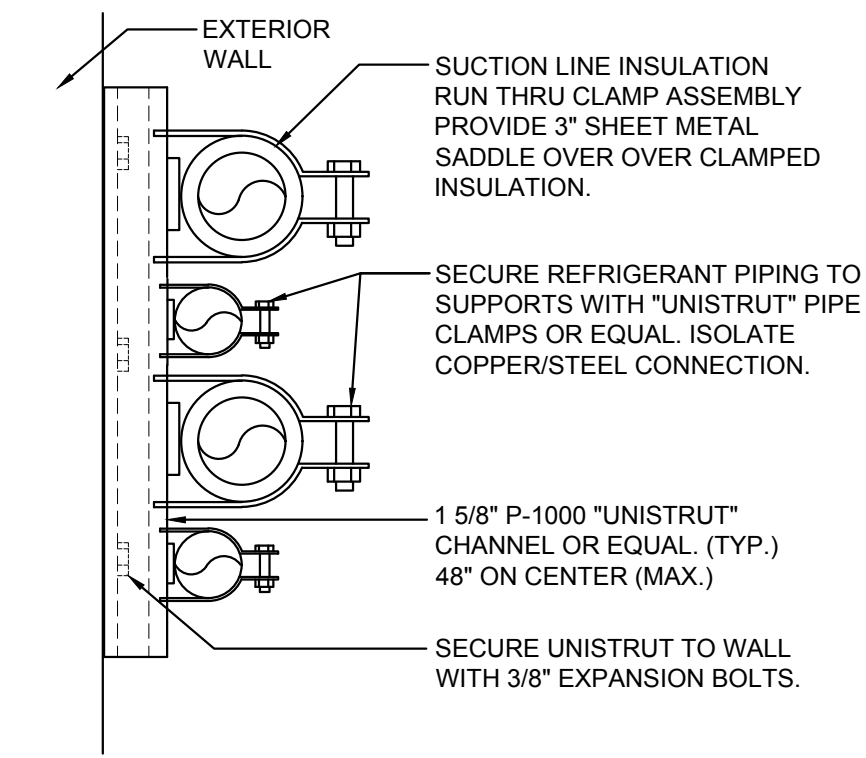 EXTERIOR
WALL
SUCTION LINE INSULATION
RUN THRU CLAMP ASSEMBLY
PROVIDE 3" SHEET METAL
SADDLE OVER OVER CLAMPED
INSULATION.
SECURE REFRIGERANT PIPING TO
SUPPORTS WITH "UNISTRUT" PIPE
CLAMPS OR EQUAL. ISOLATE
COPPER/STEEL CONNECTION.
1 5/8" P-1000 "UNISTRUT"
CHANNEL OR EQUAL. (TYP.)
48" ON CENTER (MAX.)
SECURE UNISTRUT TO WALL
WITH 3/8" EXPANSION BOLTS.